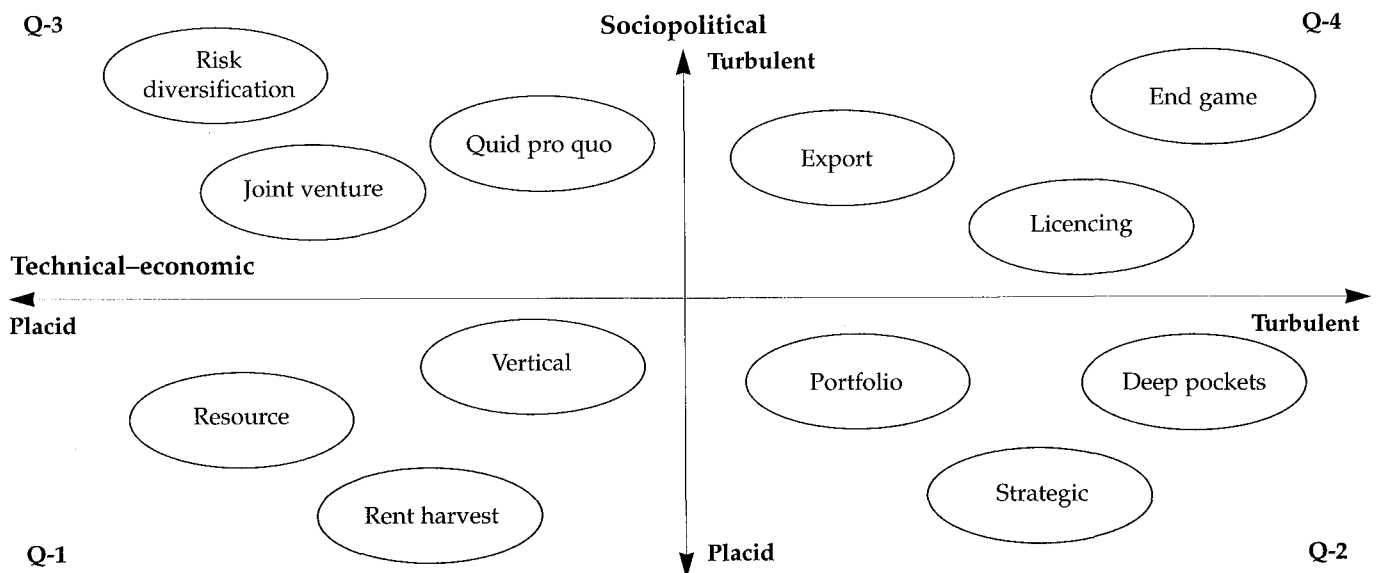 Q-3
Sociopolitical
Q-4
Turbulent
Risk
diversification
Quid pro quo
Joint venture
Export
End game
Licencing
Technical–economic
Placid
Turbulent
Vertical
Resource
Rent harvest
Portfolio
Deep pockets
Strategic
Q-1
Placid
Q-2